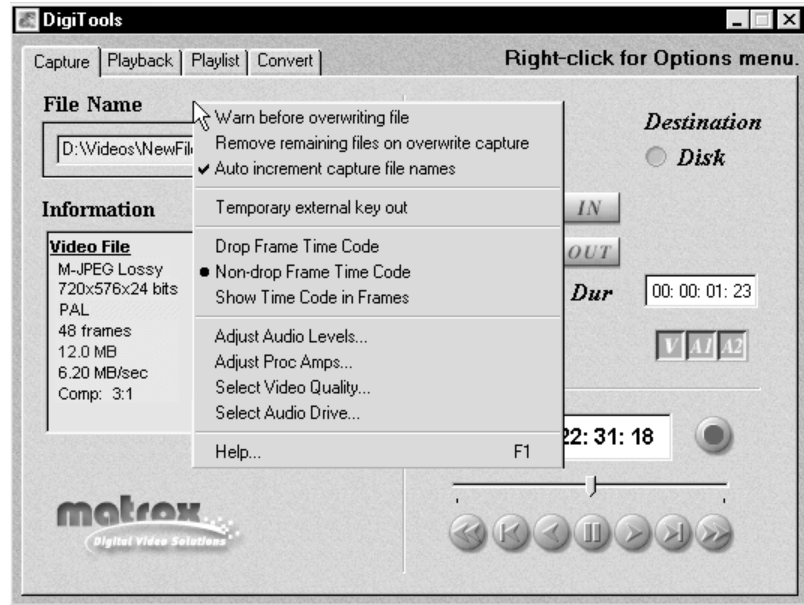 DigiTools
Capture Playback Playlist Convert
Right-click for Options menu.
File Name
D:\Videos\NewFil
Information
Video File
M-JPEG Lossy
720x576x24 bits
PAL
48 frames
12.0 MB
6.20 MB/sec
Comp: 3:1
Warn before overwriting file
Remove remaining files on overwrite capture
Auto increment capture file names
Temporary external key out
Drop Frame Time Code
Non-drop Frame Time Code
Show Time Code in Frames
Adjust Audio Levels...
Adjust Proc Amps...
Select Video Quality...
Select Audio Drive...
Help... F1
Destination
Disk
IN
OUT
Dur 00: 00: 01: 23
V A1 A2
22: 31: 18
matrox
Digital Video Solutions